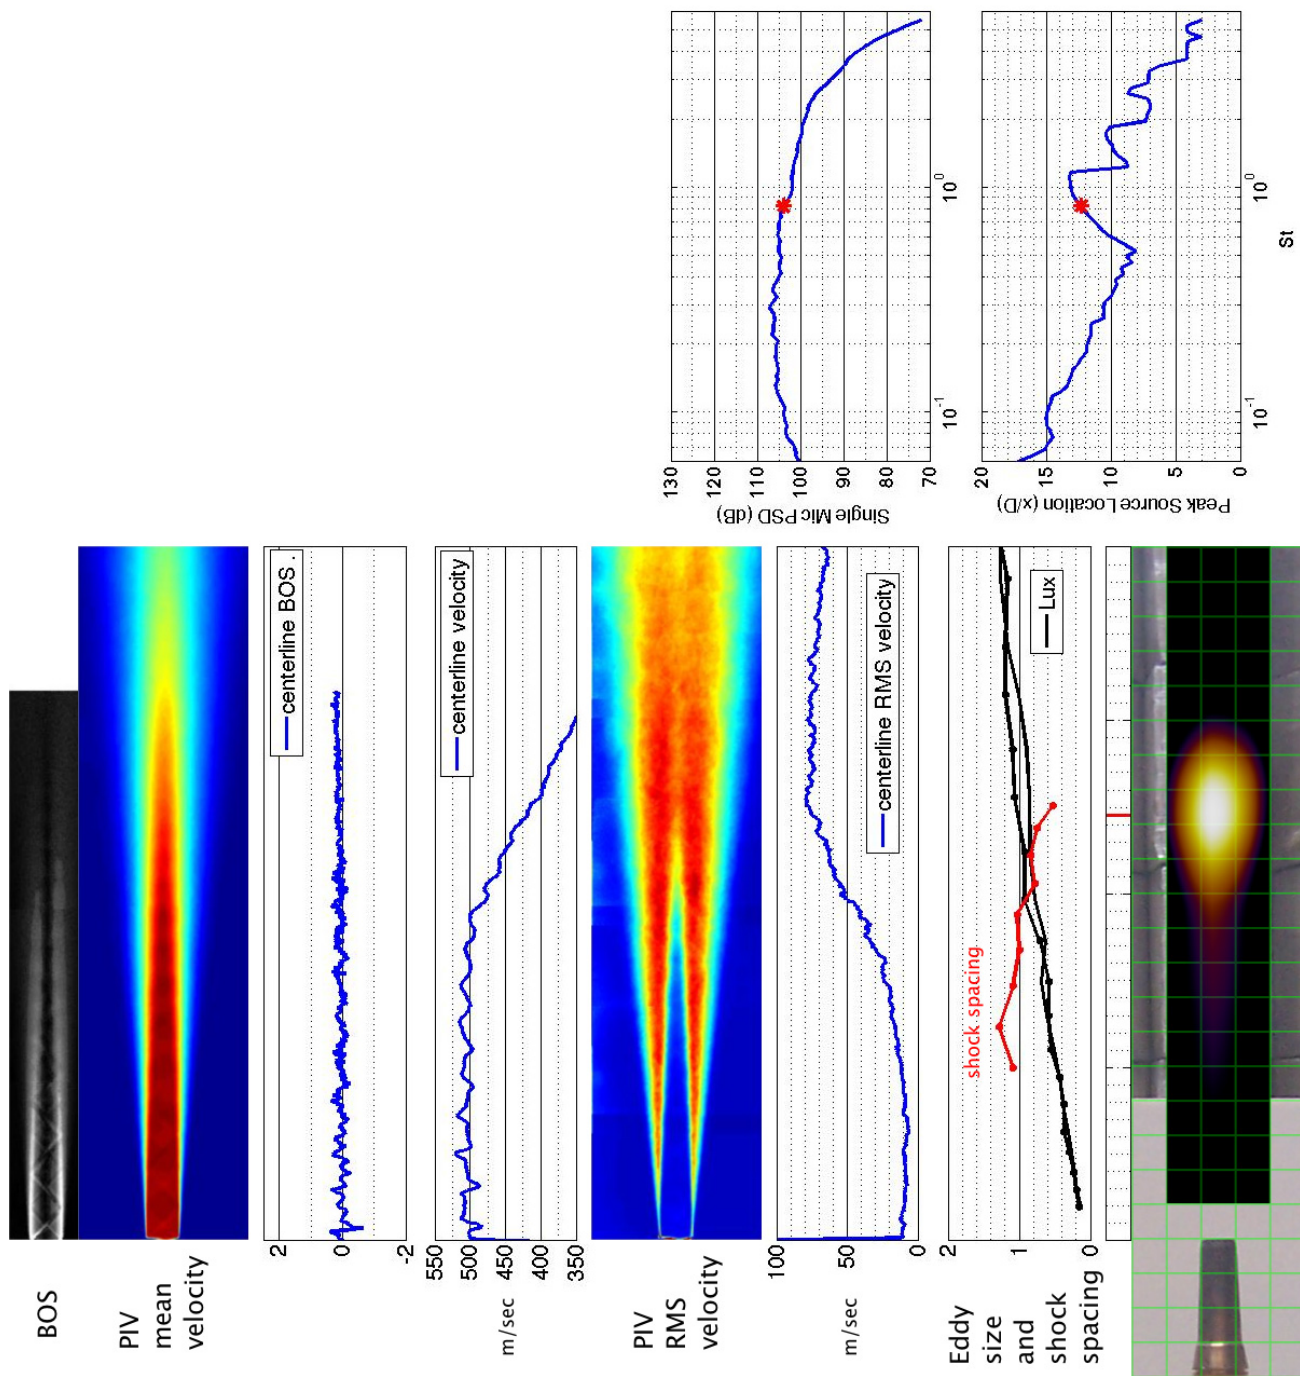 BOS
PIV
mean
velocity
centerline BOS.
2
0
-2
centerline velocity
550
500
450
400
350
m/sec
PIV
RMS
velocity
centerline RMS velocity
100
50
0
m/sec
Eddy
size
and
shock
spacing
shock spacing
Lux
2
1
0
130
120
110
100
90
80
70
Single Mic PSD (dB)
10-1
100
20
15
10
5
0
Peak Source Location (x/D)
10-1
100
St